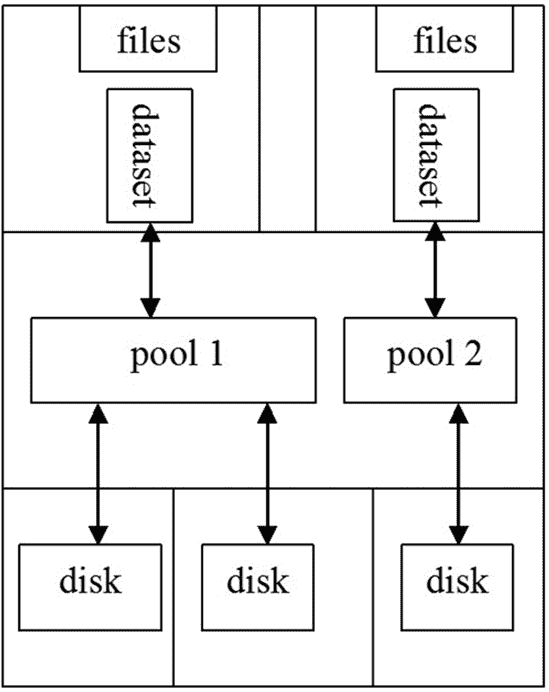 files
files
dataset
dataset
pool 1
pool 2
disk
disk
disk